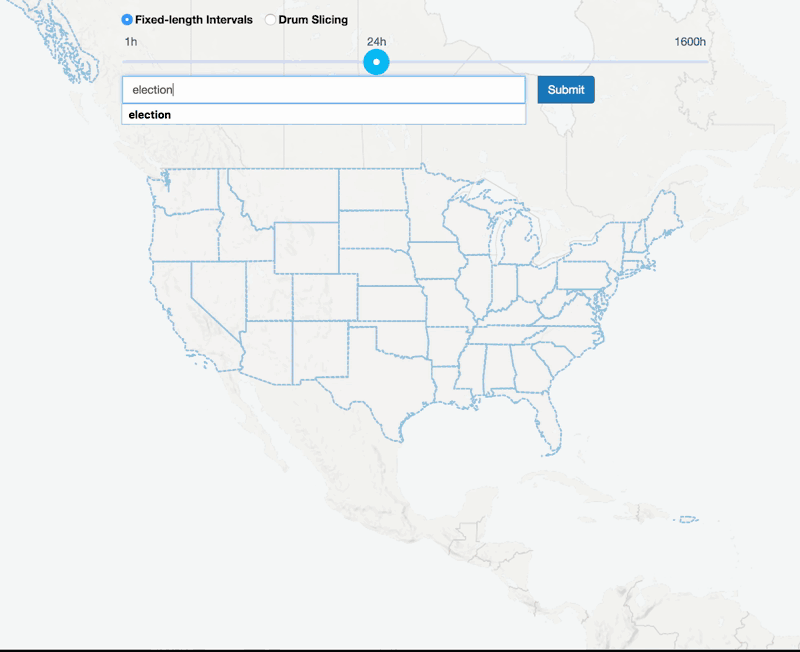 Fixed-length Intervals Drum Slicing
1h 24h 1600h
election Submit
election